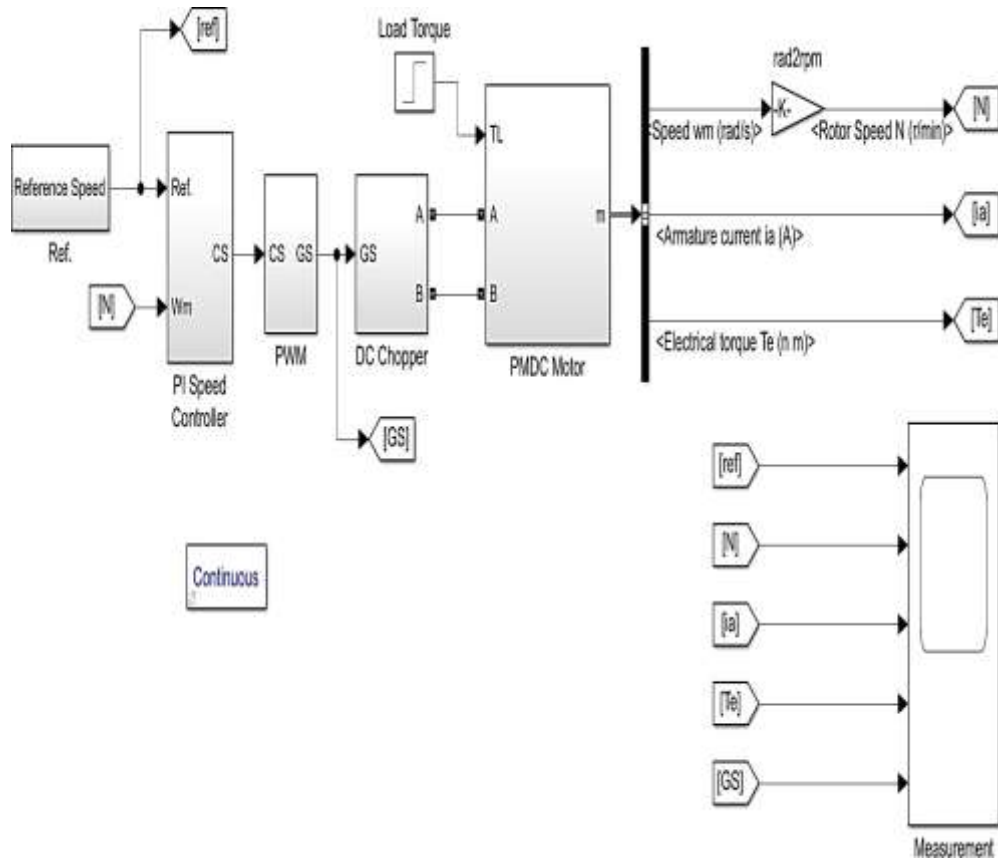 [ref]
Load Torque
rad2rpm
-K-
[N]
<Speed wm (rad/s)>
<Rotor Speed N (r/min)>
TL
Reference Speed
Ref.
Ref.
A
A
m
[ia]
<Armature current ia (A)>
CS
CS
GS
GS
[N]
Wm
B
B
[Te]
<Electrical torque Te (n m)>
PWM
DC Chopper
PMDC Motor
PI Speed
Controller
[GS]
[ref]
[N]
Continuous
[ia]
[Te]
[GS]
Measurement